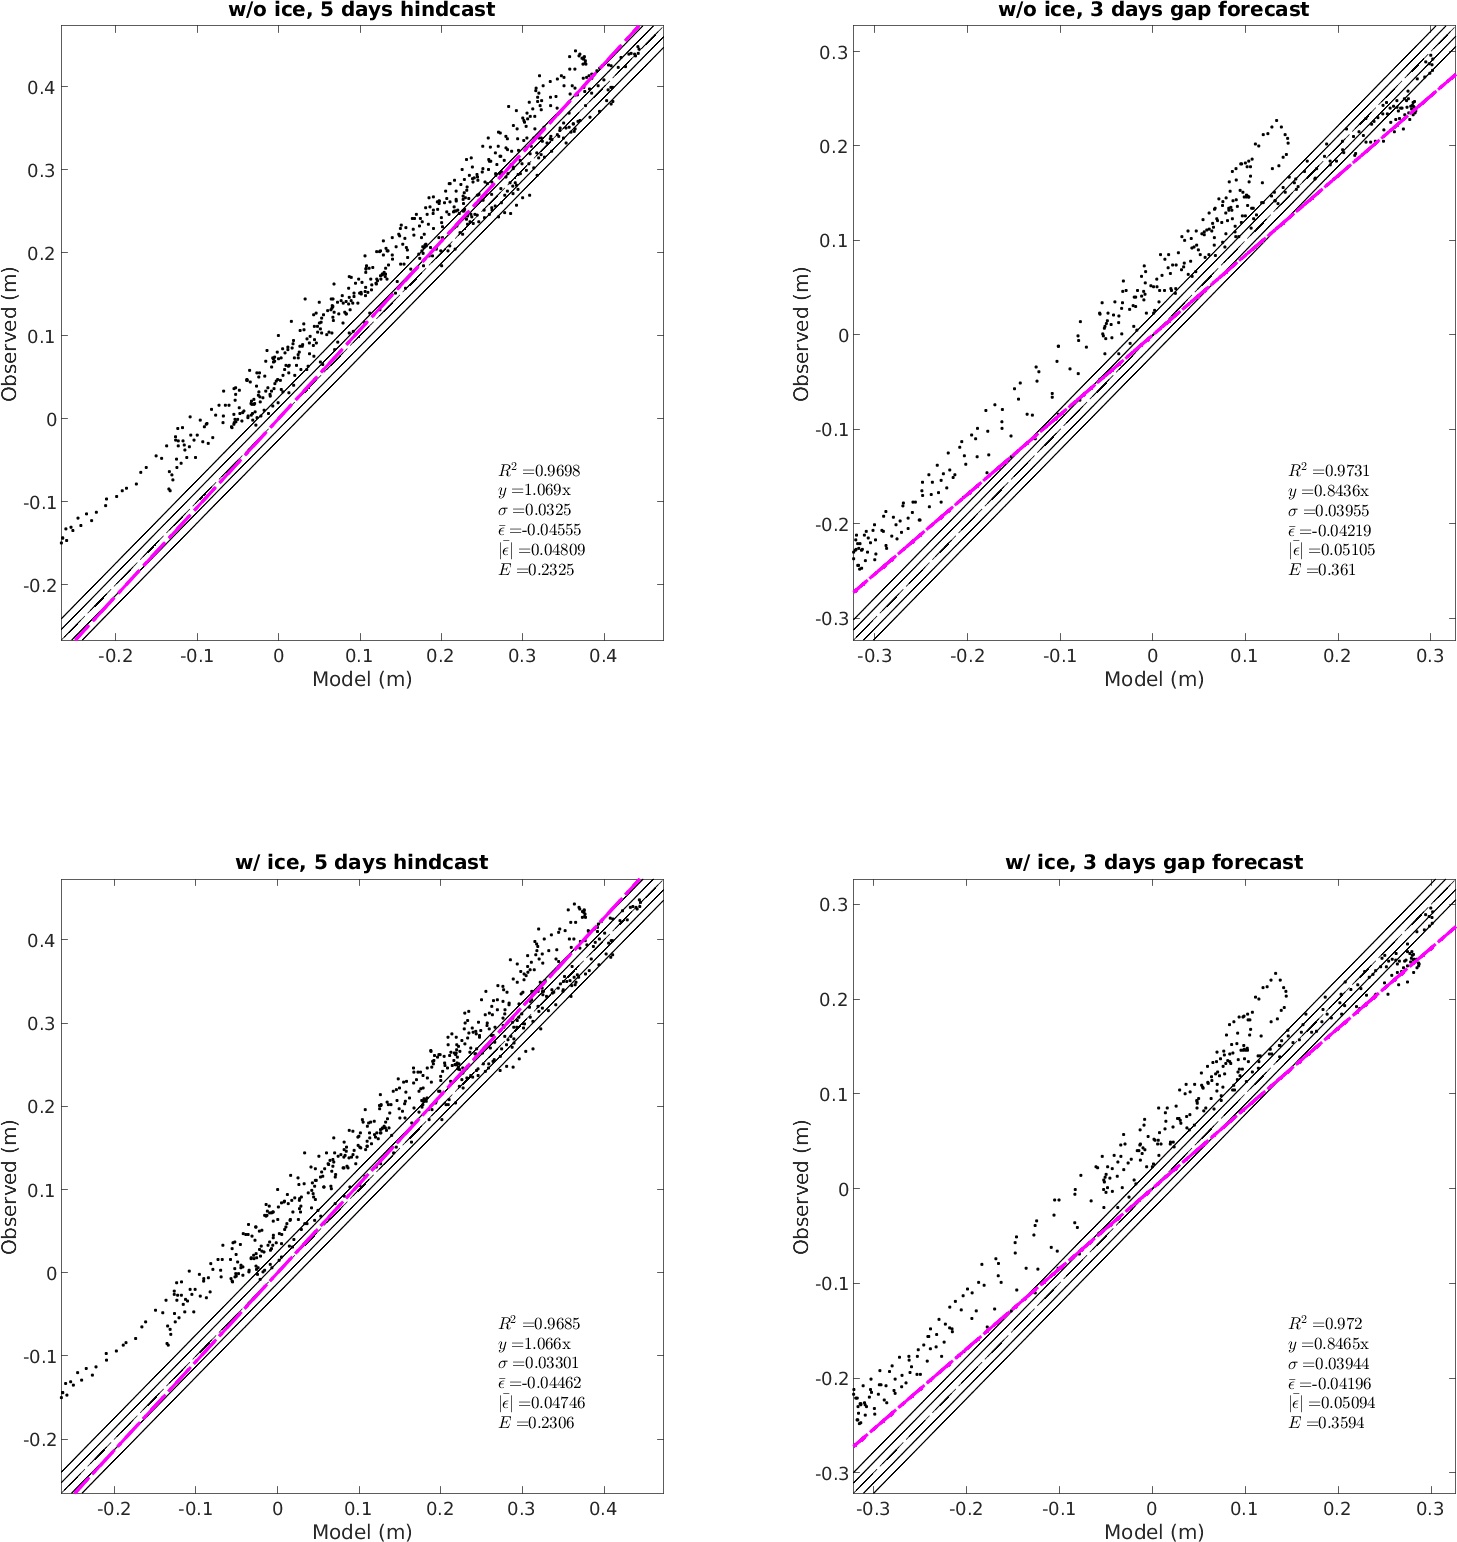 w/o ice, 5 days hindcast
0.4
0.3
0.2
0.1
0
-0.1
-0.2
Observed (m)
R² =0.9698
y =1.069x
σ =0.0325
ε̄ =-0.04555
|ε̄| =0.04809
E =0.2325
-0.2 -0.1 0 0.1 0.2 0.3 0.4
Model (m)
w/o ice, 3 days gap forecast
0.3
0.2
0.1
0
-0.1
-0.2
-0.3
Observed (m)
R² =0.9731
y =0.8436x
σ =0.03955
ε̄ =-0.04219
|ε̄| =0.05105
E =0.361
-0.3 -0.2 -0.1 0 0.1 0.2 0.3
Model (m)
w/ ice, 5 days hindcast
0.4
0.3
0.2
0.1
0
-0.1
-0.2
Observed (m)
R² =0.9685
y =1.066x
σ =0.03301
ε̄ =-0.04462
|ε̄| =0.04746
E =0.2306
-0.2 -0.1 0 0.1 0.2 0.3 0.4
Model (m)
w/ ice, 3 days gap forecast
0.3
0.2
0.1
0
-0.1
-0.2
-0.3
Observed (m)
R² =0.972
y =0.8465x
σ =0.03944
ε̄ =-0.04196
|ε̄| =0.05094
E =0.3594
-0.3 -0.2 -0.1 0 0.1 0.2 0.3
Model (m)